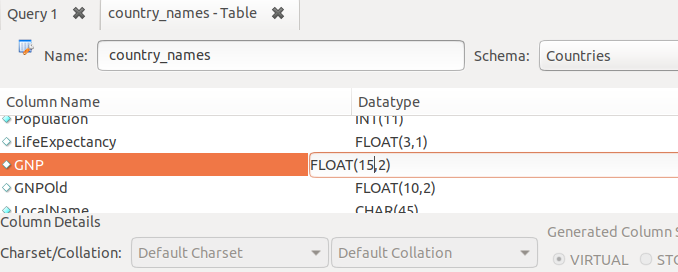 Query 1
country_names - Table
Name: country_names Schema: Countries
Column Name Datatype
Population INT(11)
LifeExpectancy FLOAT(3,1)
GNP FLOAT(15,2)
GNPOld FLOAT(10,2)
LocalName CHAR(45)
Column Details
Generated Column S
Charset/Collation: Default Charset Default Collation
VIRTUAL STO